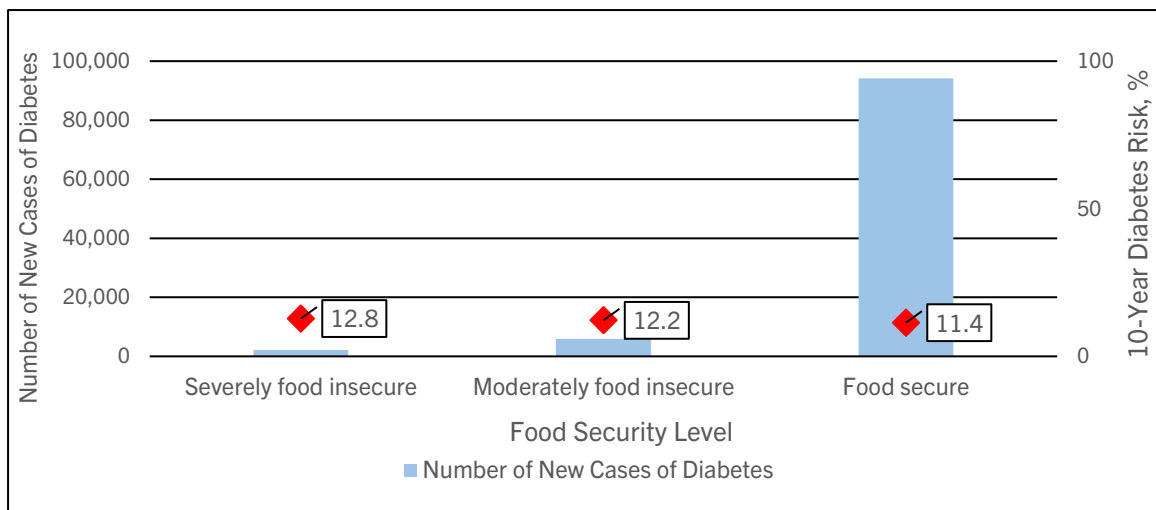 Number of New Cases of Diabetes
100,000
80,000
60,000
40,000
20,000
0
100
50
0
10-Year Diabetes Risk, %
12.8
12.2
11.4
Severely food insecure
Moderately food insecure
Food secure
Food Security Level
Number of New Cases of Diabetes